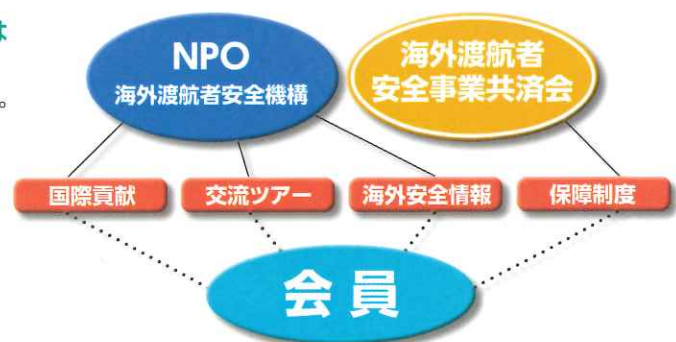 は
。
NPO
海外渡航者安全機構
海外渡航者
安全事業共済会
国際貢献
交流ツアー
海外安全情報
保障制度
会員